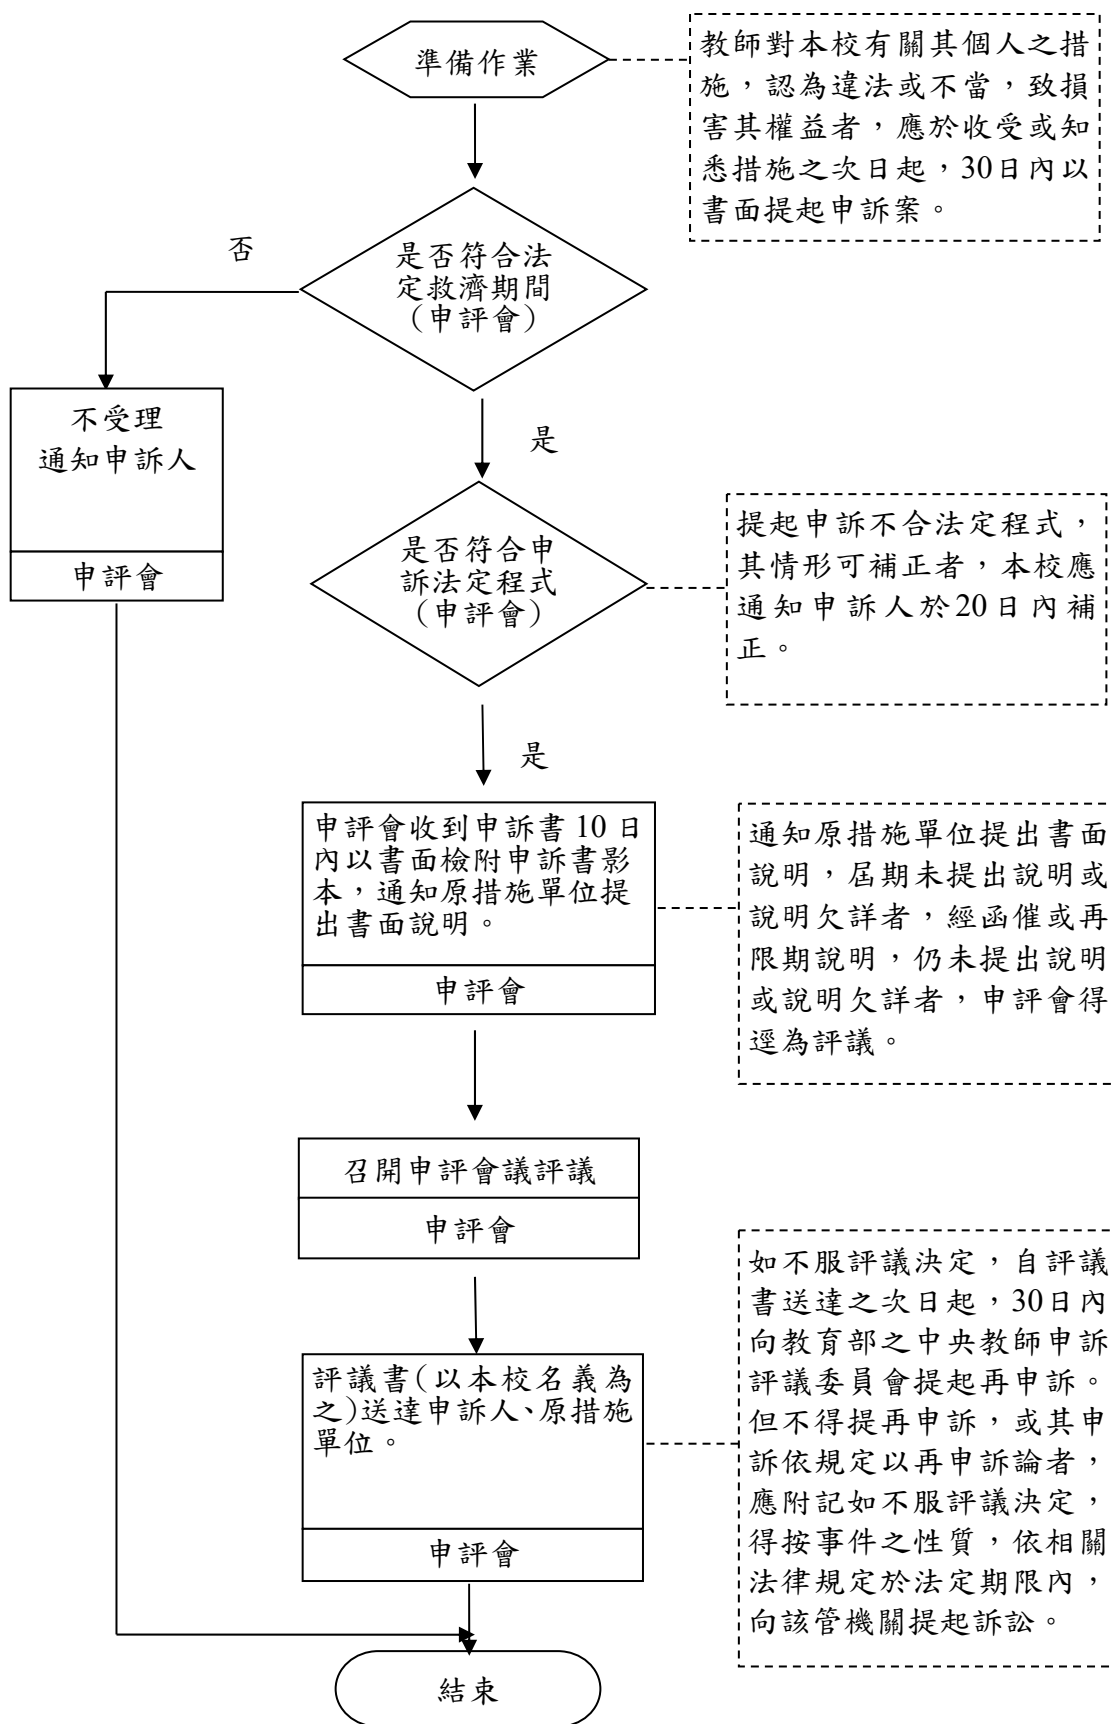 準備作業
教師對本校有關其個人之措
施，認為違法或不當，致損
害其權益者，應於收受或知
悉措施之次日起，30日內以
書面提起申訴案。
否
是否符合法
定救濟期間
（申評會）
不受理
通知申訴人
申評會
是
是否符合申
訴法定程式
（申評會）
提起申訴不合法定程式，
其情形可補正者，本校應
通知申訴人於20日內補
正。
是
申評會收到申訴書 10 日
內以書面檢附申訴書影
本，通知原措施單位提
出書面說明。
申評會
通知原措施單位提出書面
說明，屆期未提出說明或
說明欠詳者，經函催或再
限期說明，仍未提出說明
或說明欠詳者，申評會得
逕為評議。
召開申評會議評議
申評會
評議書（以本校名義為
之）送達申訴人、原措施
單位。
申評會
如不服評議決定，自評議
書送達之次日起，30日內
向教育部之中央教師申訴
評議委員會提起再申訴。
但不得提再申訴，或其申
訴依規定以再申訴論者，
應附記如不服評議決定，
得按事件之性質，依相關
法律規定於法定期限內，
向該管機關提起訴訟。
結束